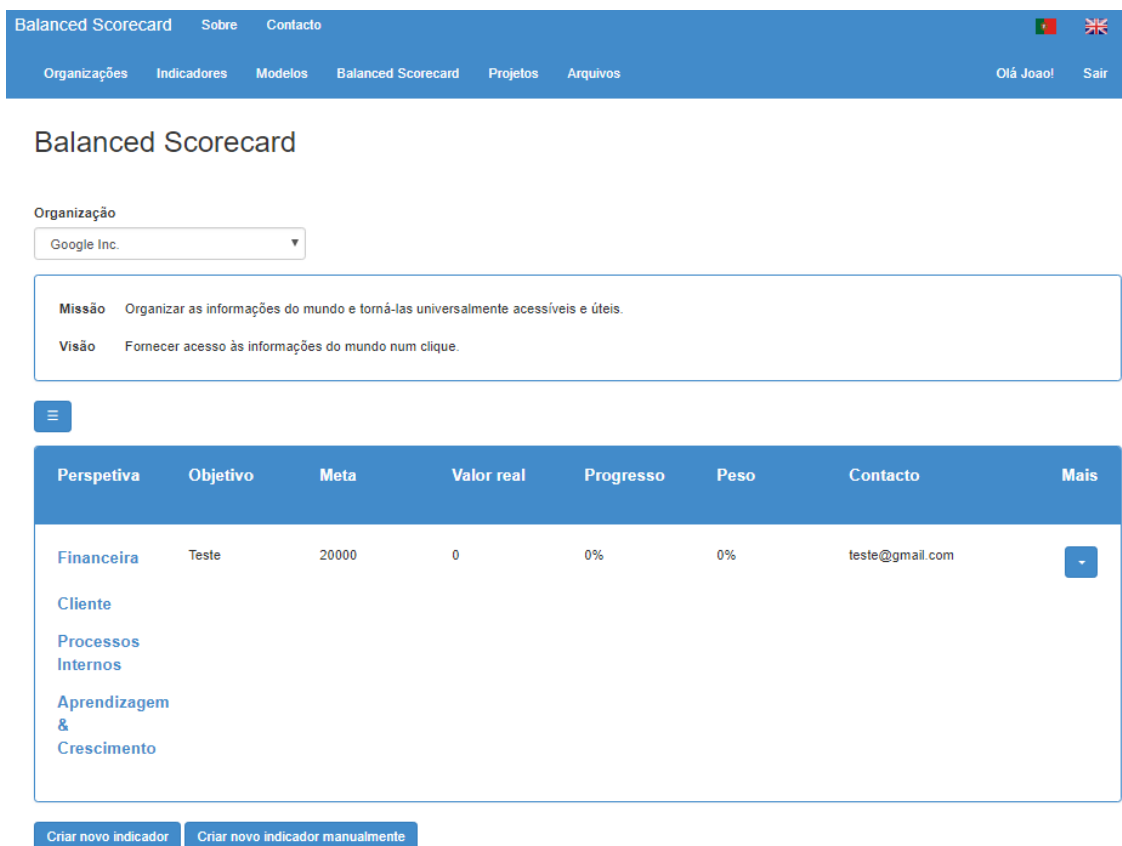 Balanced Scorecard Sobre Contacto
Organizações Indicadores Modelos Balanced Scorecard Projetos Arquivos Olá Joao! Sair
Balanced Scorecard
Organização
Google Inc.
Missão Organizar as informações do mundo e torná-las universalmente acessíveis e úteis.
Visão Fornecer acesso às informações do mundo num clique.
Perspetiva Objetivo Meta Valor real Progresso Peso Contacto Mais
Financeira Teste 20000 0 0% 0% teste@gmail.com
Cliente
Processos
Internos
Aprendizagem
&
Crescimento
Criar novo indicador Criar novo indicador manualmente